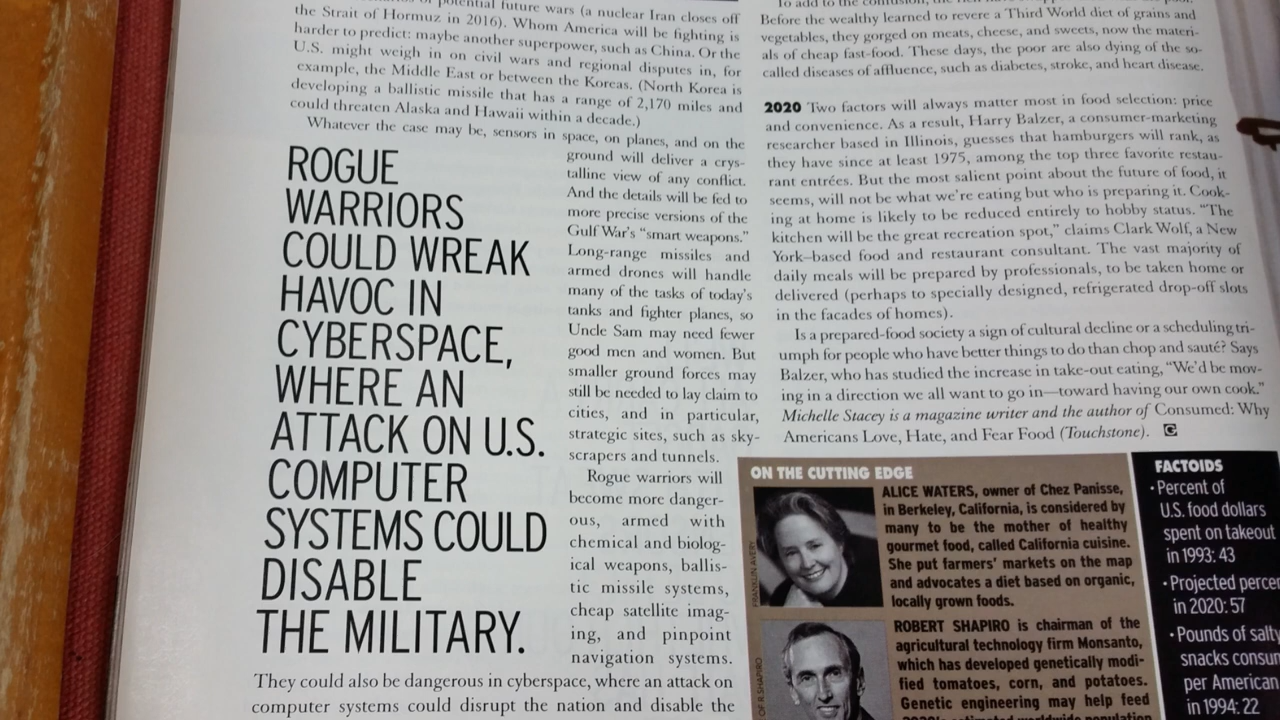 potential future wars (a nuclear Iran closes off
the Strait of Hormuz in 2016). Whom America will be fighting is
harder to predict: maybe another superpower, such as China. Or the
U.S. might weigh in on civil wars and regional disputes in, for
example, the Middle East or between the Koreas. (North Korea is
developing a ballistic missile that has a range of 2,170 miles and
could threaten Alaska and Hawaii within a decade.)
Whatever the case may be, sensors in space, on planes, and on the
ground will deliver a crys-
talline view of any conflict.
And the details will be fed to
more precise versions of the
Gulf War's "smart weapons."
Long-range missiles and
armed drones will handle
many of the tasks of today's
tanks and fighter planes, so
Uncle Sam may need fewer
good men and women. But
smaller ground forces may
still be needed to lay claim to
cities, and in particular,
strategic sites, such as sky-
scrapers and tunnels.
Rogue warriors will
become more danger-
ous, armed with
chemical and biolog-
ical weapons, ballis-
tic missile systems,
cheap satellite imag-
ing, and pinpoint
navigation systems.
They could also be dangerous in cyberspace, where an attack on
computer systems could disrupt the nation and disable the
ROGUE
WARRIORS
COULD WREAK
HAVOC IN
CYBERSPACE,
WHERE AN
ATTACK ON U.S.
COMPUTER
SYSTEMS COULD
DISABLE
THE MILITARY.
To add to the confusion, the rich have
Before the wealthy learned to revere a Third World diet of grains and
vegetables, they gorged on meats, cheese, and sweets, now the materi-
als of cheap fast-food. These days, the poor are also dying of the so-
called diseases of affluence, such as diabetes, stroke, and heart disease.
2020 Two factors will always matter most in food selection: price
and convenience. As a result, Harry Balzer, a consumer-marketing
researcher based in Illinois, guesses that hamburgers will rank, as
they have since at least 1975, among the top three favorite restau-
rant entrées. But the most salient point about the future of food, it
seems, will not be what we're eating but who is preparing it. Cook-
ing at home is likely to be reduced entirely to hobby status. "The
kitchen will be the great recreation spot," claims Clark Wolf, a New
York–based food and restaurant consultant. The vast majority of
daily meals will be prepared by professionals, to be taken home or
delivered (perhaps to specially designed, refrigerated drop-off slots
in the facades of homes).
Is a prepared-food society a sign of cultural decline or a scheduling tri-
umph for people who have better things to do than chop and sauté? Says
Balzer, who has studied the increase in take-out eating, "We'd be mov-
ing in a direction we all want to go in—toward having our own cook."
Michelle Stacey is a magazine writer and the author of Consumed: Why
Americans Love, Hate, and Fear Food (Touchstone). G
ON THE CUTTING EDGE
FRANKLIN AVERY
ALICE WATERS, owner of Chez Panisse,
in Berkeley, California, is considered by
many to be the mother of healthy
gourmet food, called California cuisine.
She put farmers' markets on the map
and advocates a diet based on organic,
locally grown foods.
OF R. SHAPIRO
ROBERT SHAPIRO is chairman of the
agricultural technology firm Monsanto,
which has developed genetically modi-
fied tomatoes, corn, and potatoes.
Genetic engineering may help feed
2020's estimated worldwide population
FACTOIDS
• Percent of
U.S. food dollars
spent on takeout
in 1993: 43
• Projected percen
in 2020: 57
• Pounds of salty
snacks consum
per American
in 1994: 22